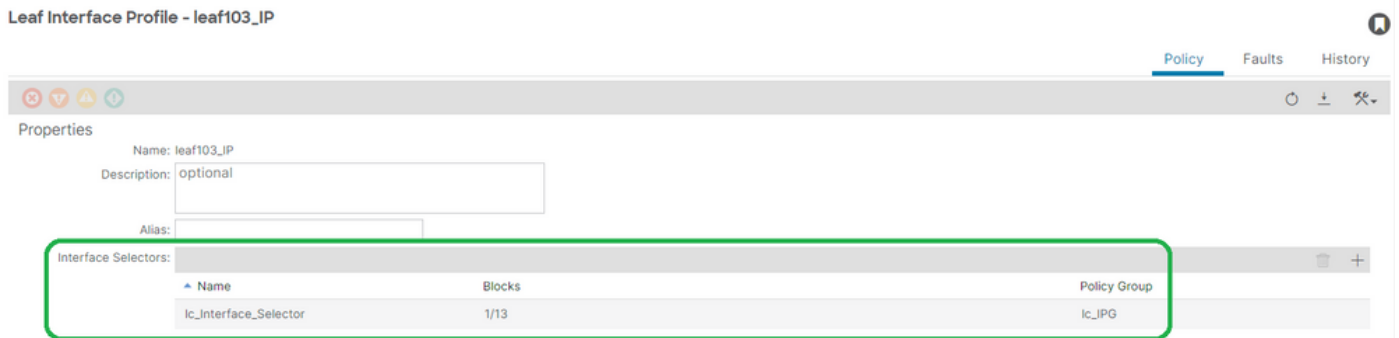 Leaf Interface Profile - leaf103_IP
Policy Faults History
Properties
Name: leaf103_IP
Description: optional
Alias:
Interface Selectors:
Name Blocks Policy Group
lc_Interface_Selector 1/13 lc_IPG